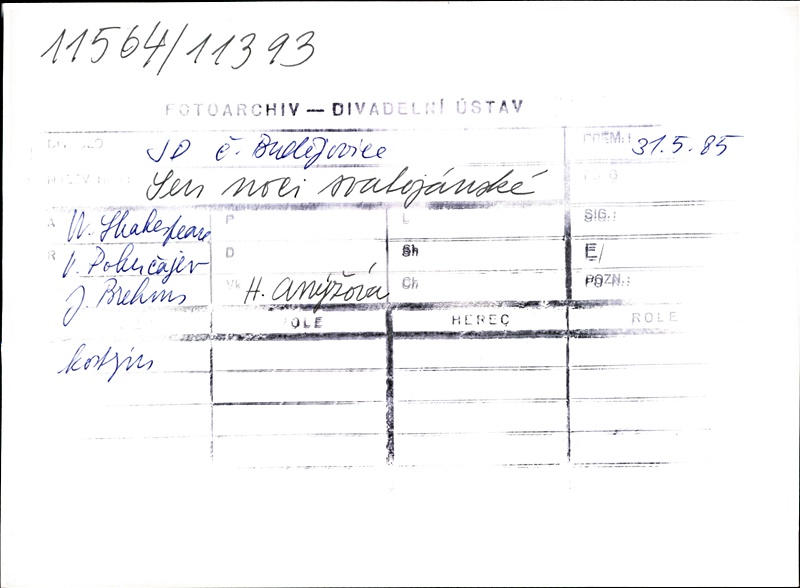 11564/11393
FOTOARCHIV — DIVADELNÍ ÚSTAV
JD Č. Budějovice PREM.: 31.5.85
Sen noci svatojánské
A W. Shakespeare P L SIG.:
R D Sh E/
J. Brehms Vk H. Anýžová Ch POZN.:
ROLE HEREC ROLE
kostým